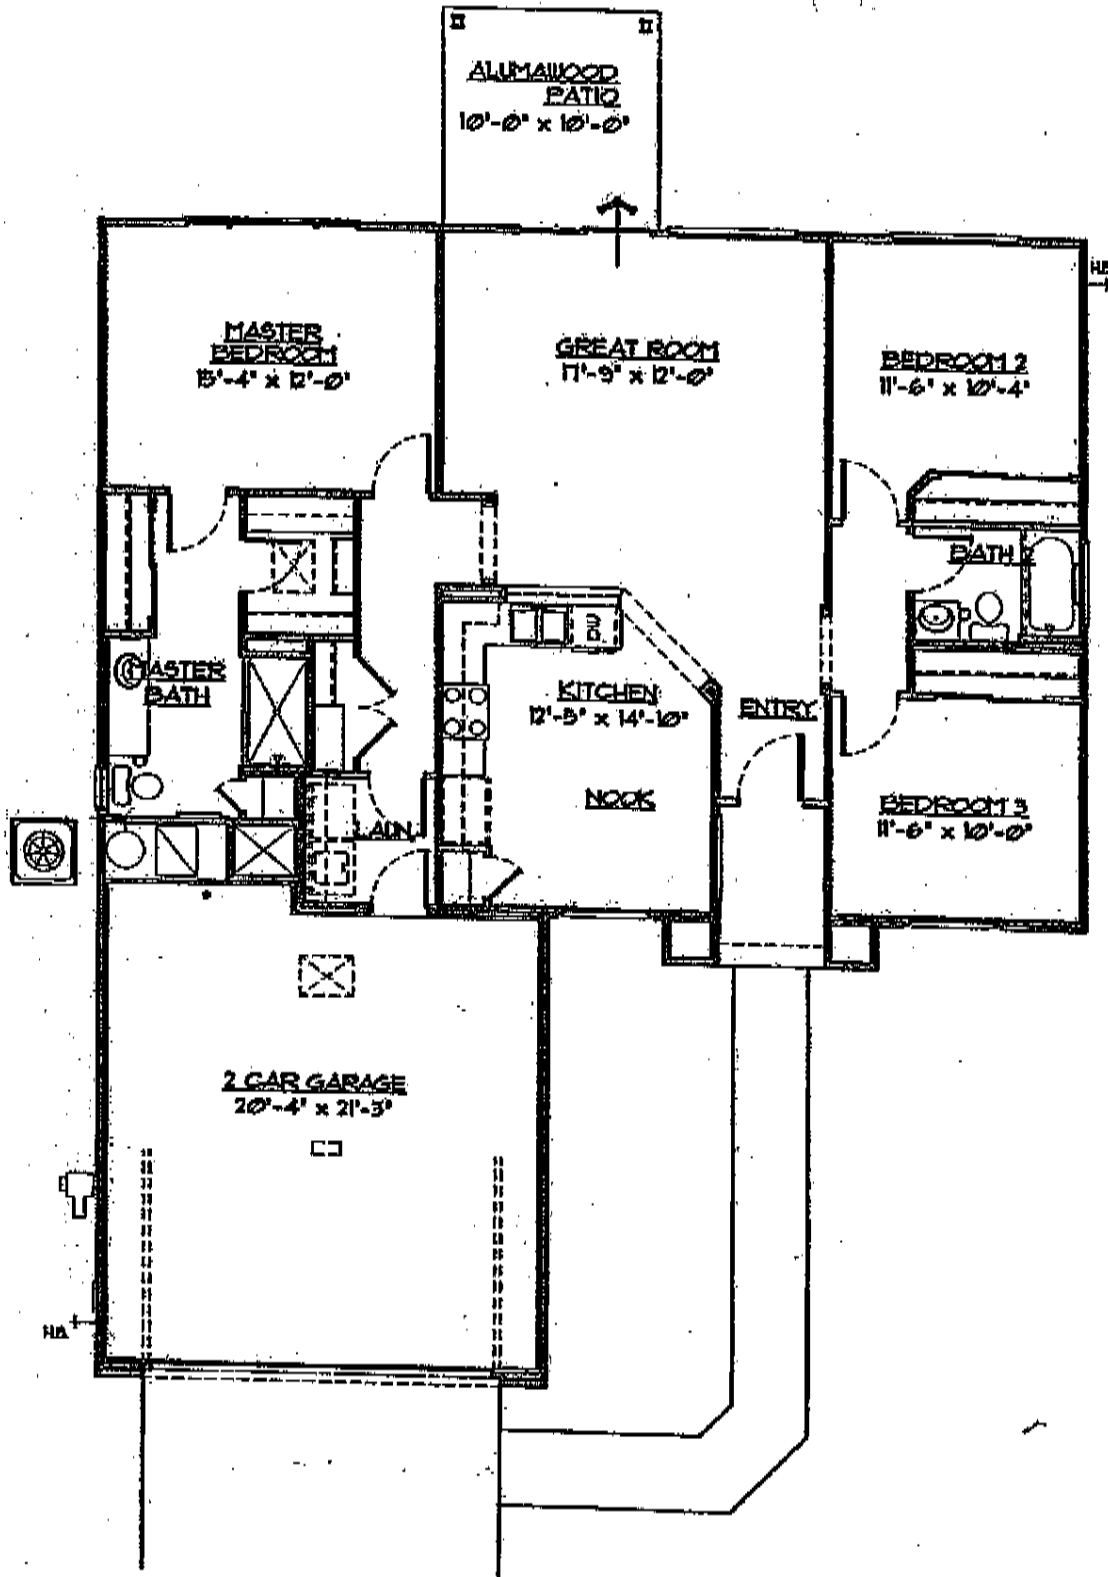 ALUMAWOOD
PATIO
10'-0" x 10'-0"
MASTER
BEDROOM
15'-4" x 12'-0"
GREAT ROOM
17'-9" x 12'-0"
BEDROOM 2
11'-6" x 10'-4"
HB
BATH 2
MASTER
BATH
DW
KITCHEN
12'-5" x 14'-10"
ENTRY
NOOK
BEDROOM 3
11'-6" x 10'-0"
LAUN.
2 CAR GARAGE
20'-4" x 21'-3"
HB